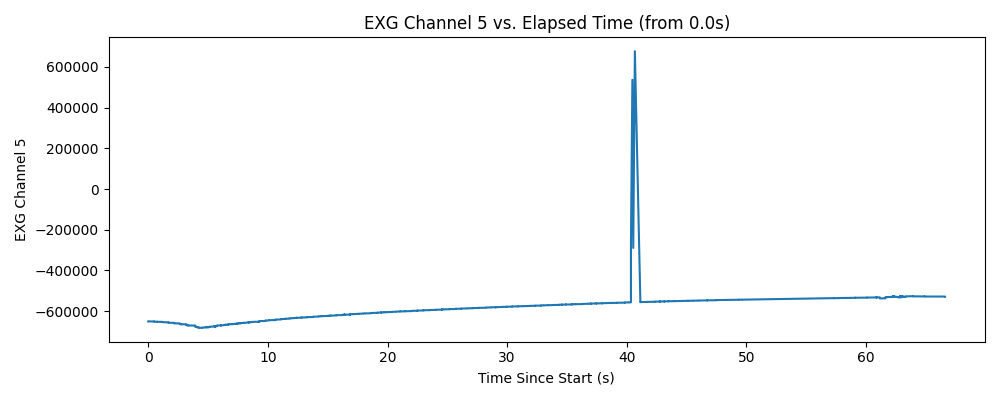 EXG Channel 5 vs. Elapsed Time (from 0.0s)
600000
400000
200000
0
−200000
−400000
−600000
EXG Channel 5
0 10 20 30 40 50 60
Time Since Start (s)